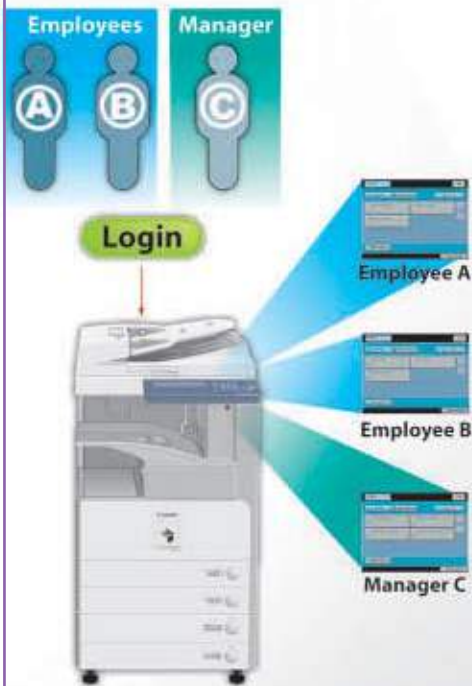 Employees Manager
A B C
Login
Employee A
Employee B
Manager C